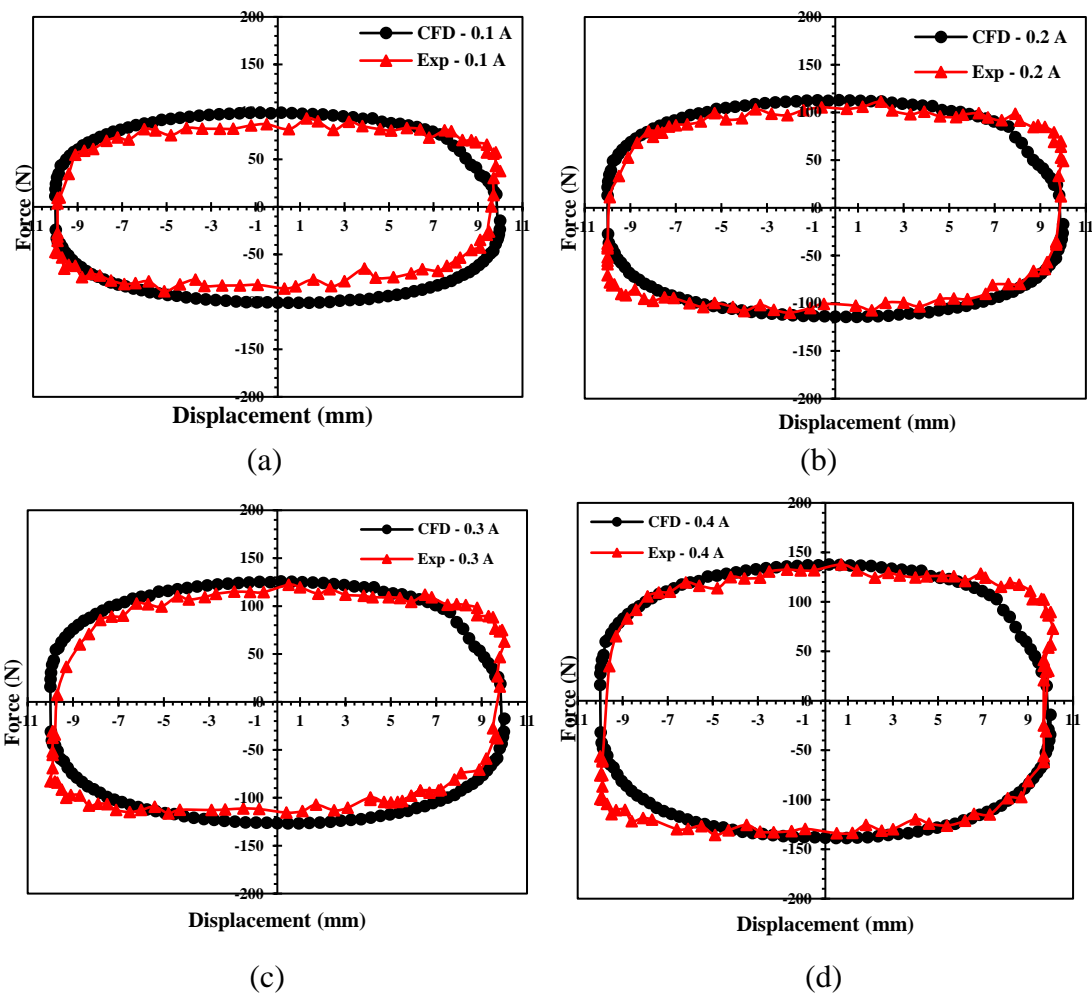 200
150
100
50
0
-50
-100
-150
-200
-11 -9 -7 -5 -3 -1 1 3 5 7 9 11
Force (N)
Displacement (mm)
CFD - 0.1 A
Exp - 0.1 A
(a)
200
150
100
50
0
-50
-100
-150
-200
-11 -9 -7 -5 -3 -1 1 3 5 7 9 11
Force (N)
Displacement (mm)
CFD - 0.2 A
Exp - 0.2 A
(b)
200
150
100
50
0
-50
-100
-150
-200
-11 -9 -7 -5 -3 -1 1 3 5 7 9 11
Force (N)
Displacement (mm)
CFD - 0.3 A
Exp - 0.3 A
(c)
200
150
100
50
0
-50
-100
-150
-200
-11 -9 -7 -5 -3 -1 1 3 5 7 9 11
Force (N)
Displacement (mm)
CFD - 0.4 A
Exp - 0.4 A
(d)